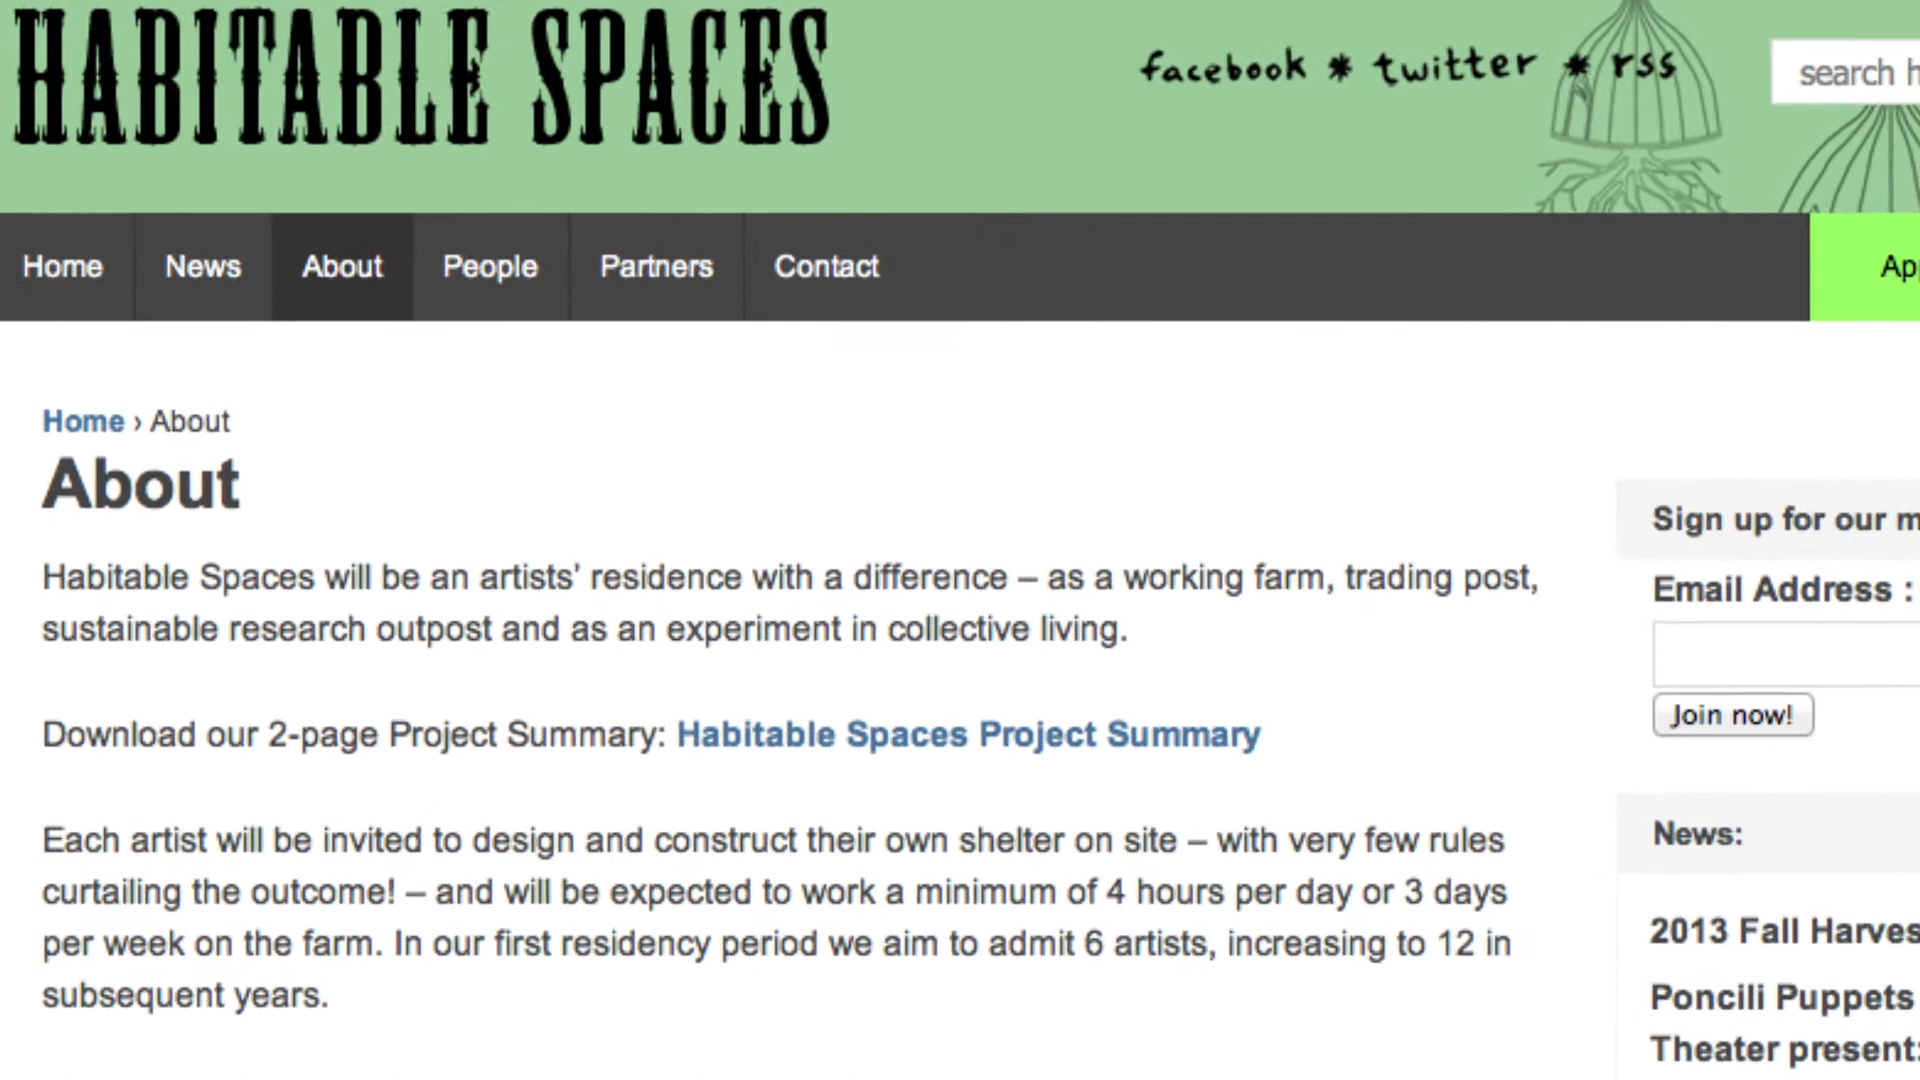 HABITABLE SPACES
facebook * twitter * rss
search
Home News About People Partners Contact
Home › About
About
Habitable Spaces will be an artists’ residence with a difference – as a working farm, trading post,
sustainable research outpost and as an experiment in collective living.
Download our 2-page Project Summary: Habitable Spaces Project Summary
Each artist will be invited to design and construct their own shelter on site – with very few rules
curtailing the outcome! – and will be expected to work a minimum of 4 hours per day or 3 days
per week on the farm. In our first residency period we aim to admit 6 artists, increasing to 12 in
subsequent years.
Sign up for our
Email Address :
Join now!
News:
2013 Fall
Poncili Puppets
Theater present: